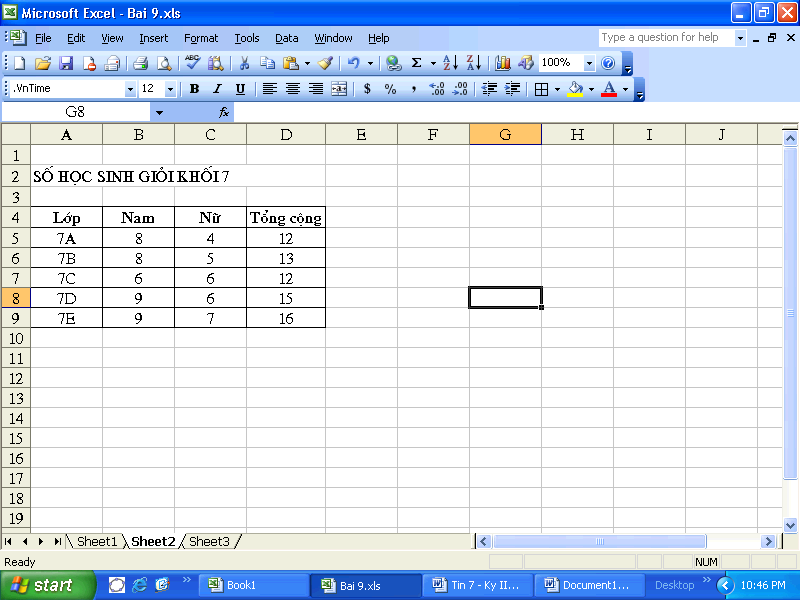 Microsoft Excel - Bai 9.xls
File Edit View Insert Format Tools Data Window Help Type a question for help
100%
.VnTime 12 B I U $ % ,
G8 fx
A B C D E F G H I J
1
2 SỐ HỌC SINH GIỎI KHỐI 7
3
4 Lớp Nam Nữ Tổng cộng
5 7A 8 4 12
6 7B 8 5 13
7 7C 6 6 12
8 7D 9 6 15
9 7E 9 7 16
10
11
12
13
14
15
16
17
18
19
Sheet1 Sheet2 Sheet3
Ready NUM
start Book1 Bai 9.xls Tin 7 - Ky II... Document1... Desktop 10:46 PM